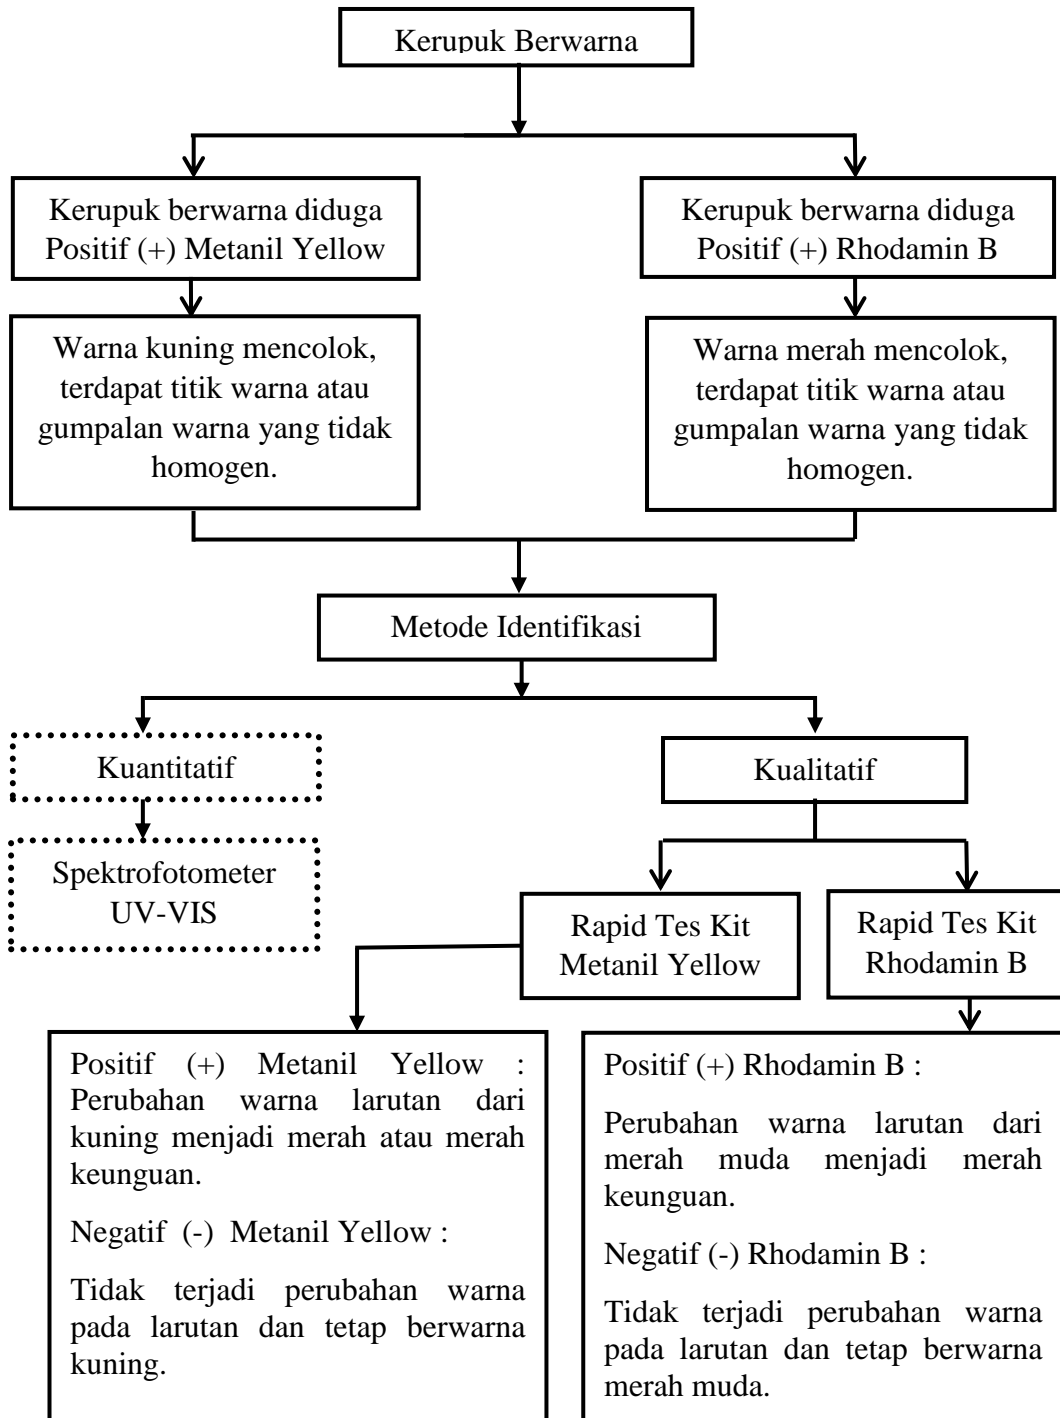 Kerupuk Berwarna
Kerupuk berwarna diduga
Positif (+) Metanil Yellow
Kerupuk berwarna diduga
Positif (+) Rhodamin B
Warna kuning mencolok,
terdapat titik warna atau
gumpalan warna yang tidak
homogen.
Warna merah mencolok,
terdapat titik warna atau
gumpalan warna yang tidak
homogen.
Metode Identifikasi
Kuantitatif
Kualitatif
Spektrofotometer
UV-VIS
Rapid Tes Kit
Metanil Yellow
Rapid Tes Kit
Rhodamin B
Positif (+) Metanil Yellow :
Perubahan warna larutan dari
kuning menjadi merah atau merah
keunguan.
Negatif (-) Metanil Yellow :
Tidak terjadi perubahan warna
pada larutan dan tetap berwarna
kuning.
Positif (+) Rhodamin B :
Perubahan warna larutan dari
merah muda menjadi merah
keunguan.
Negatif (-) Rhodamin B :
Tidak terjadi perubahan warna
pada larutan dan tetap berwarna
merah muda.